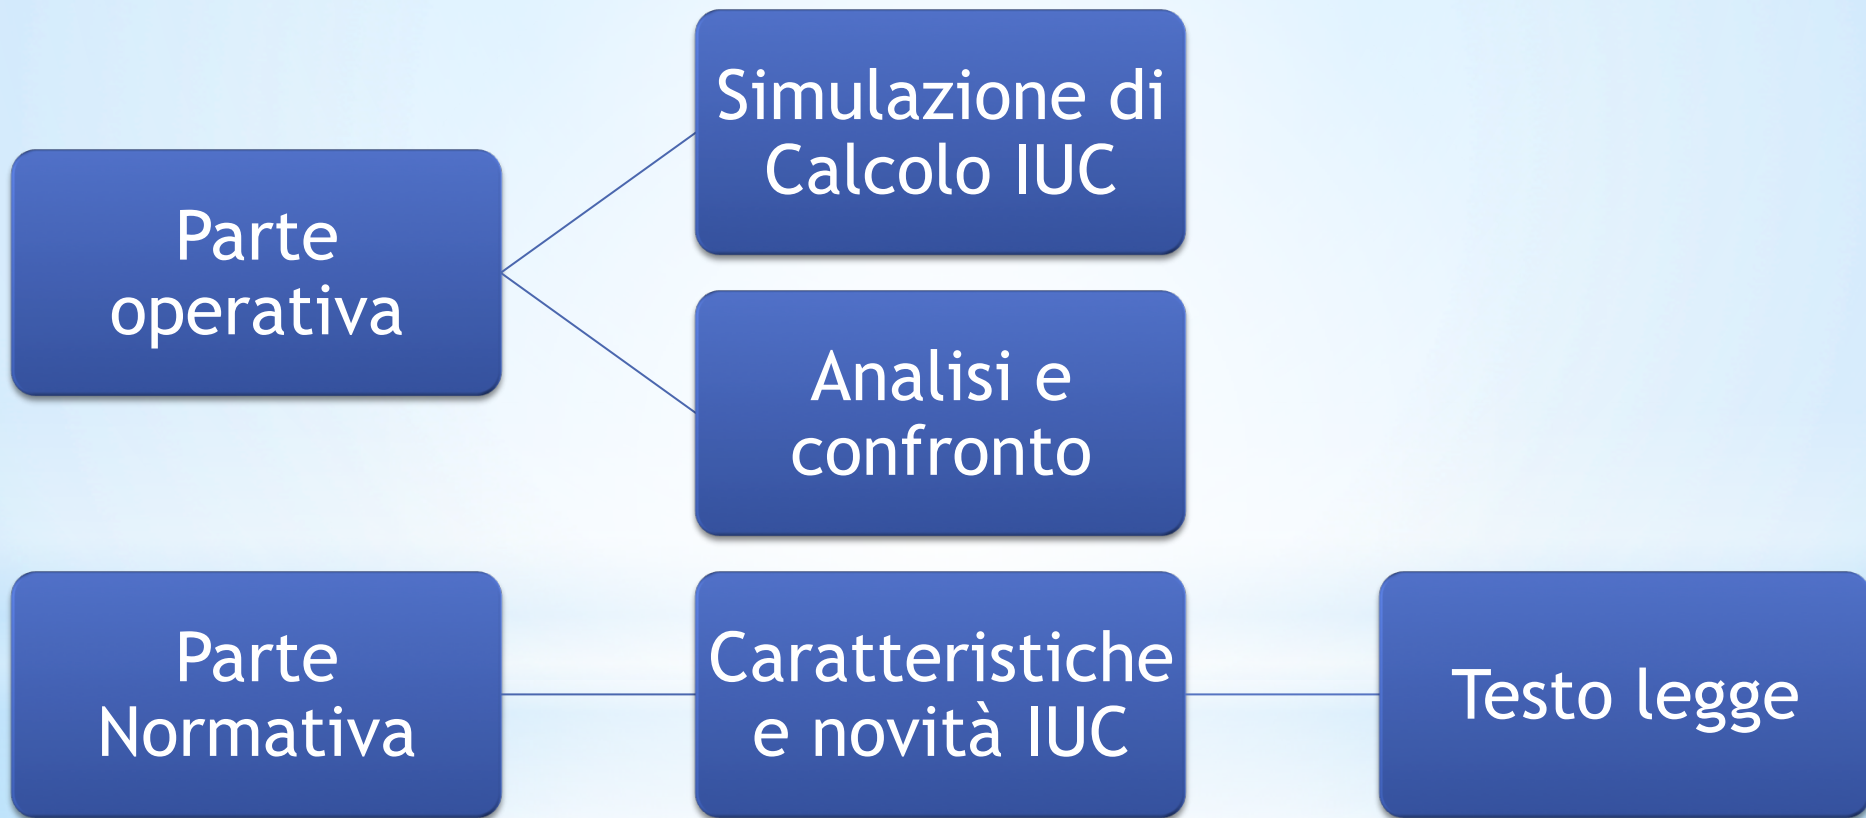 Parte
operativa
Simulazione di
Calcolo IUC
Analisi e
confronto
Parte
Normativa
Caratteristiche
e novità IUC
Testo legge